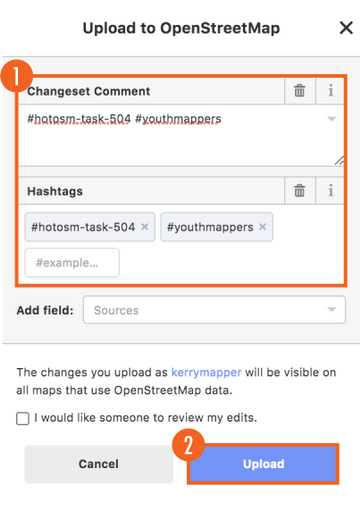 Upload to OpenStreetMap
1
Changeset Comment
#hotosm-task-504 #youthmappers
Hashtags
#hotosm-task-504 × #youthmappers ×
#example...
Add field: Sources
The changes you upload as kerrymapper will be visible on
all maps that use OpenStreetMap data.
I would like someone to review my edits.
2
Cancel Upload